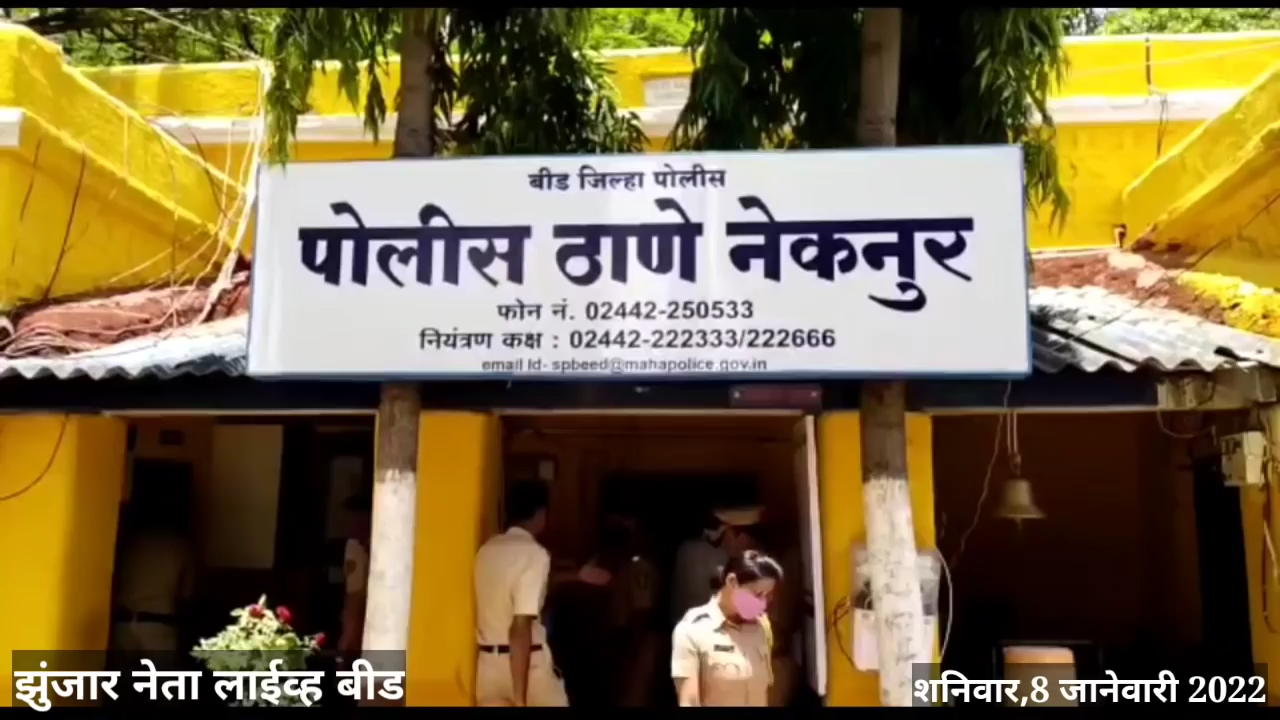 बीड जिल्हा पोलीस
पोलीस ठाणे नेकनुर
फोन नं. 02442-250533
नियंत्रण कक्ष : 02442-222333/222666
email Id- spbeed@mahapolice.gov.in
झुंजार नेता लाईव्ह बीड
शनिवार,8 जानेवारी 2022